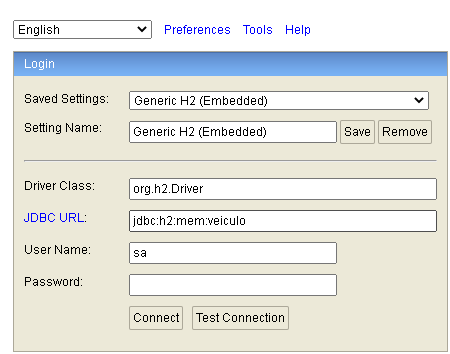 English Preferences Tools Help
Login
Saved Settings: Generic H2 (Embedded)
Setting Name: Generic H2 (Embedded) Save Remove
Driver Class: org.h2.Driver
JDBC URL: jdbc:h2:mem:veiculo
User Name: sa
Password:
Connect Test Connection